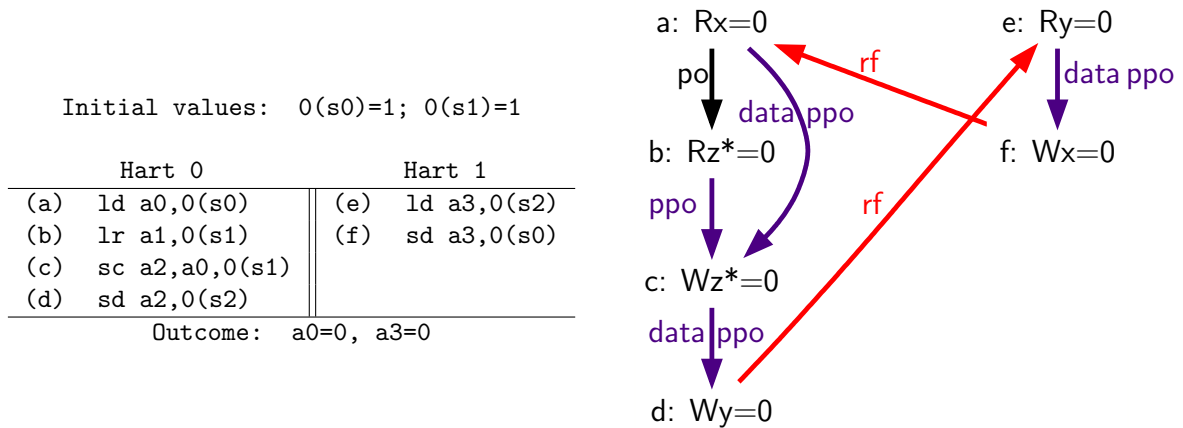 Initial values: 0(s0)=1; 0(s1)=1
Hart 0 Hart 1
(a) ld a0,0(s0) (e) ld a3,0(s2)
(b) lr a1,0(s1) (f) sd a3,0(s0)
(c) sc a2,a0,0(s1)
(d) sd a2,0(s2)
Outcome: a0=0, a3=0
a: Rx=0
e: Ry=0
po
rf
data ppo
data ppo
b: Rz*=0
f: Wx=0
ppo
rf
c: Wz*=0
data ppo
d: Wy=0